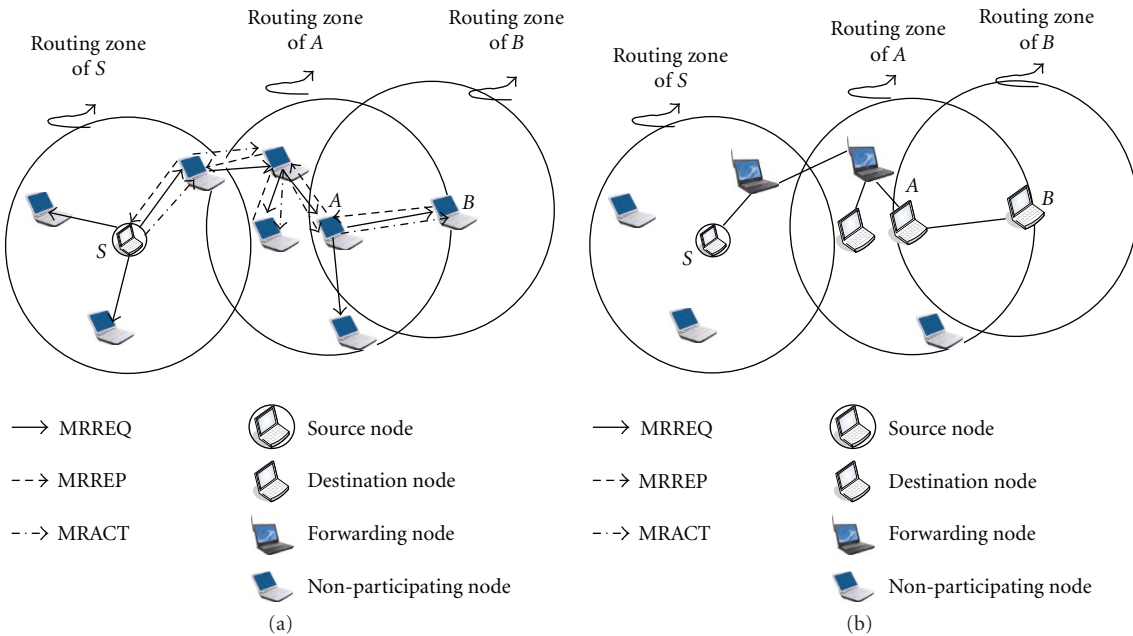 Routing zone
of S
Routing zone
of A
Routing zone
of B
S
A
B
MRREQ
MRREP
MRACT
Source node
Destination node
Forwarding node
Non-participating node
(a)
Routing zone
of S
Routing zone
of A
Routing zone
of B
S
A
B
MRREQ
MRREP
MRACT
Source node
Destination node
Forwarding node
Non-participating node
(b)